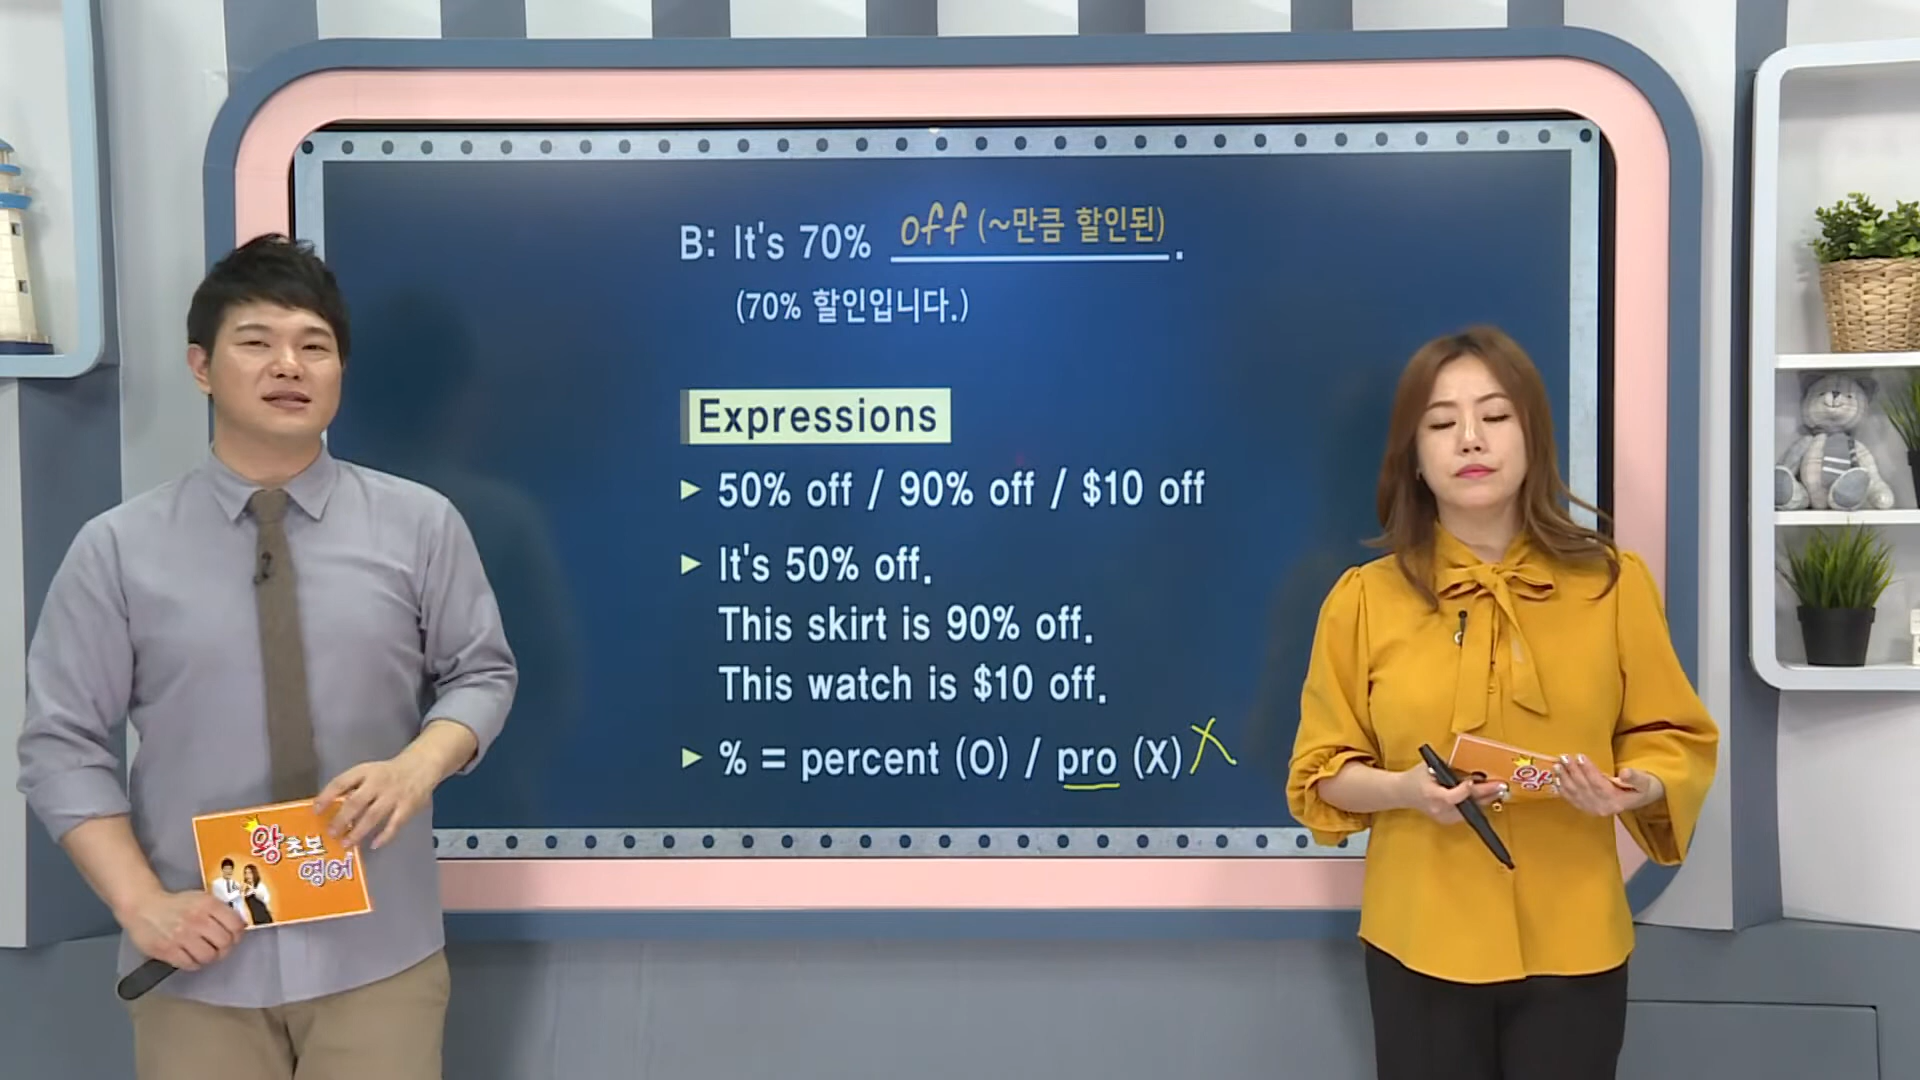 B: It's 70% off (~만큼 할인된).
(70% 할인입니다.)
Expressions
▶ 50% off / 90% off / $10 off
▶ It's 50% off.
This skirt is 90% off.
This watch is $10 off.
▶ % = percent (O) / pro (X) X
왕초보
영어
왕